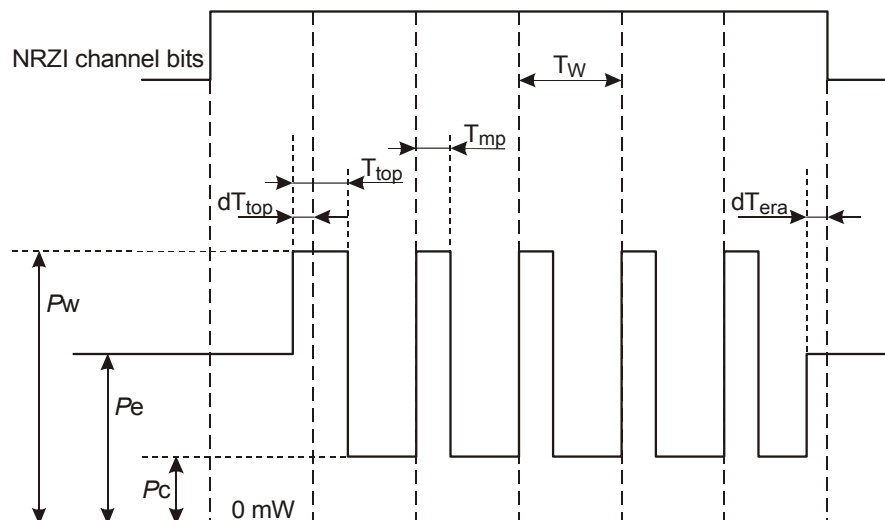 NRZI channel bits
TW
Tmp
Ttop
dTtop
dTera
Pw
Pe
Pc
0 mW